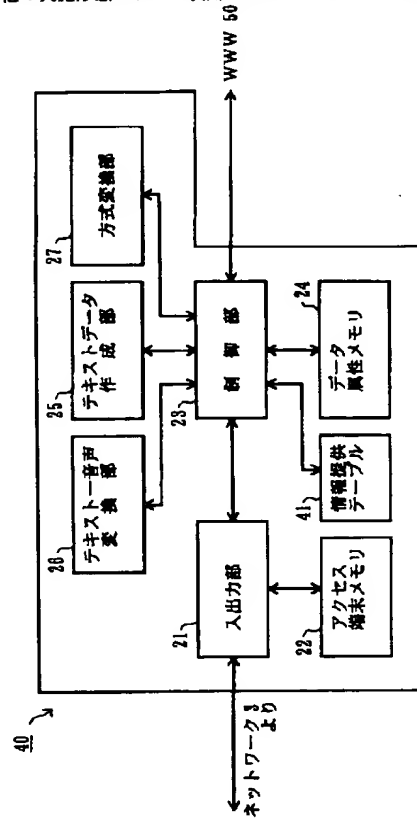 40
26
テキスト―音声
変換部
25
テキストデータ
作成部
27
方式変換部
ネットワーク3
より
21
入出力部
23
制御部
WWW 50
22
アクセス
端末メモリ
41
情報提供
テーブル
24
データ
属性メモリ